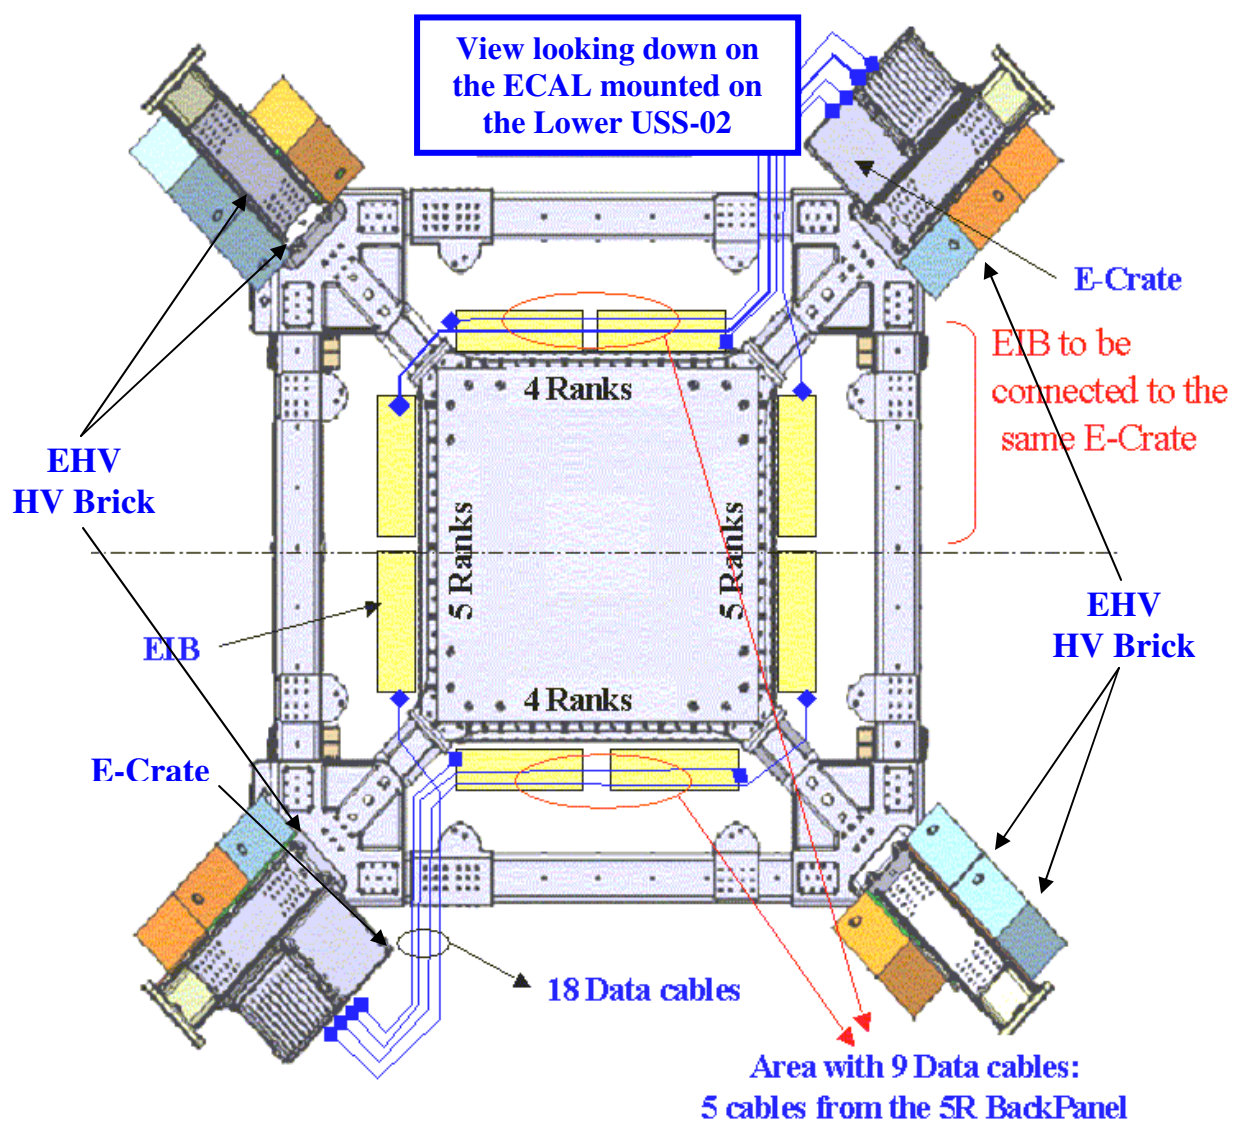 View looking down on
the ECAL mounted on
the Lower USS-02
E-Crate
EIB to be
connected to the
same E-Crate
4 Ranks
EHV
HV Brick
5 Ranks
5 Ranks
EHV
HV Brick
EIB
4 Ranks
E-Crate
18 Data cables
Area with 9 Data cables:
5 cables from the 5R BackPanel